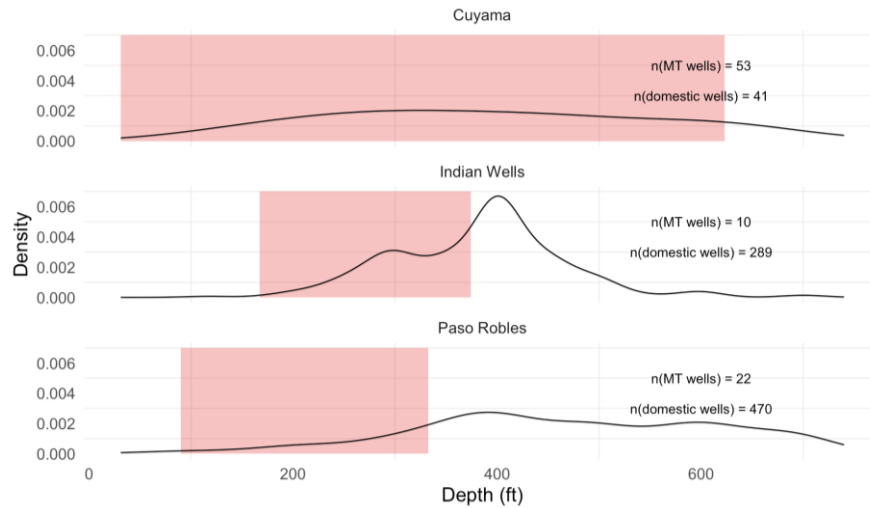 Cuyama
0.006
0.004
0.002
0.000
n(MT wells) = 53
n(domestic wells) = 41
Indian Wells
0.006
0.004
0.002
0.000
n(MT wells) = 10
n(domestic wells) = 289
Paso Robles
0.006
0.004
0.002
0.000
n(MT wells) = 22
n(domestic wells) = 470
Density
0 200 400 600
Depth (ft)